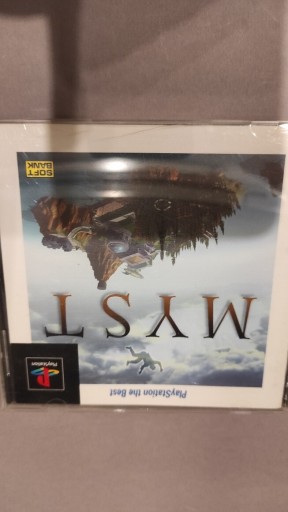 PlayStation the Best
PlayStation
MYST
SOFT
BANK